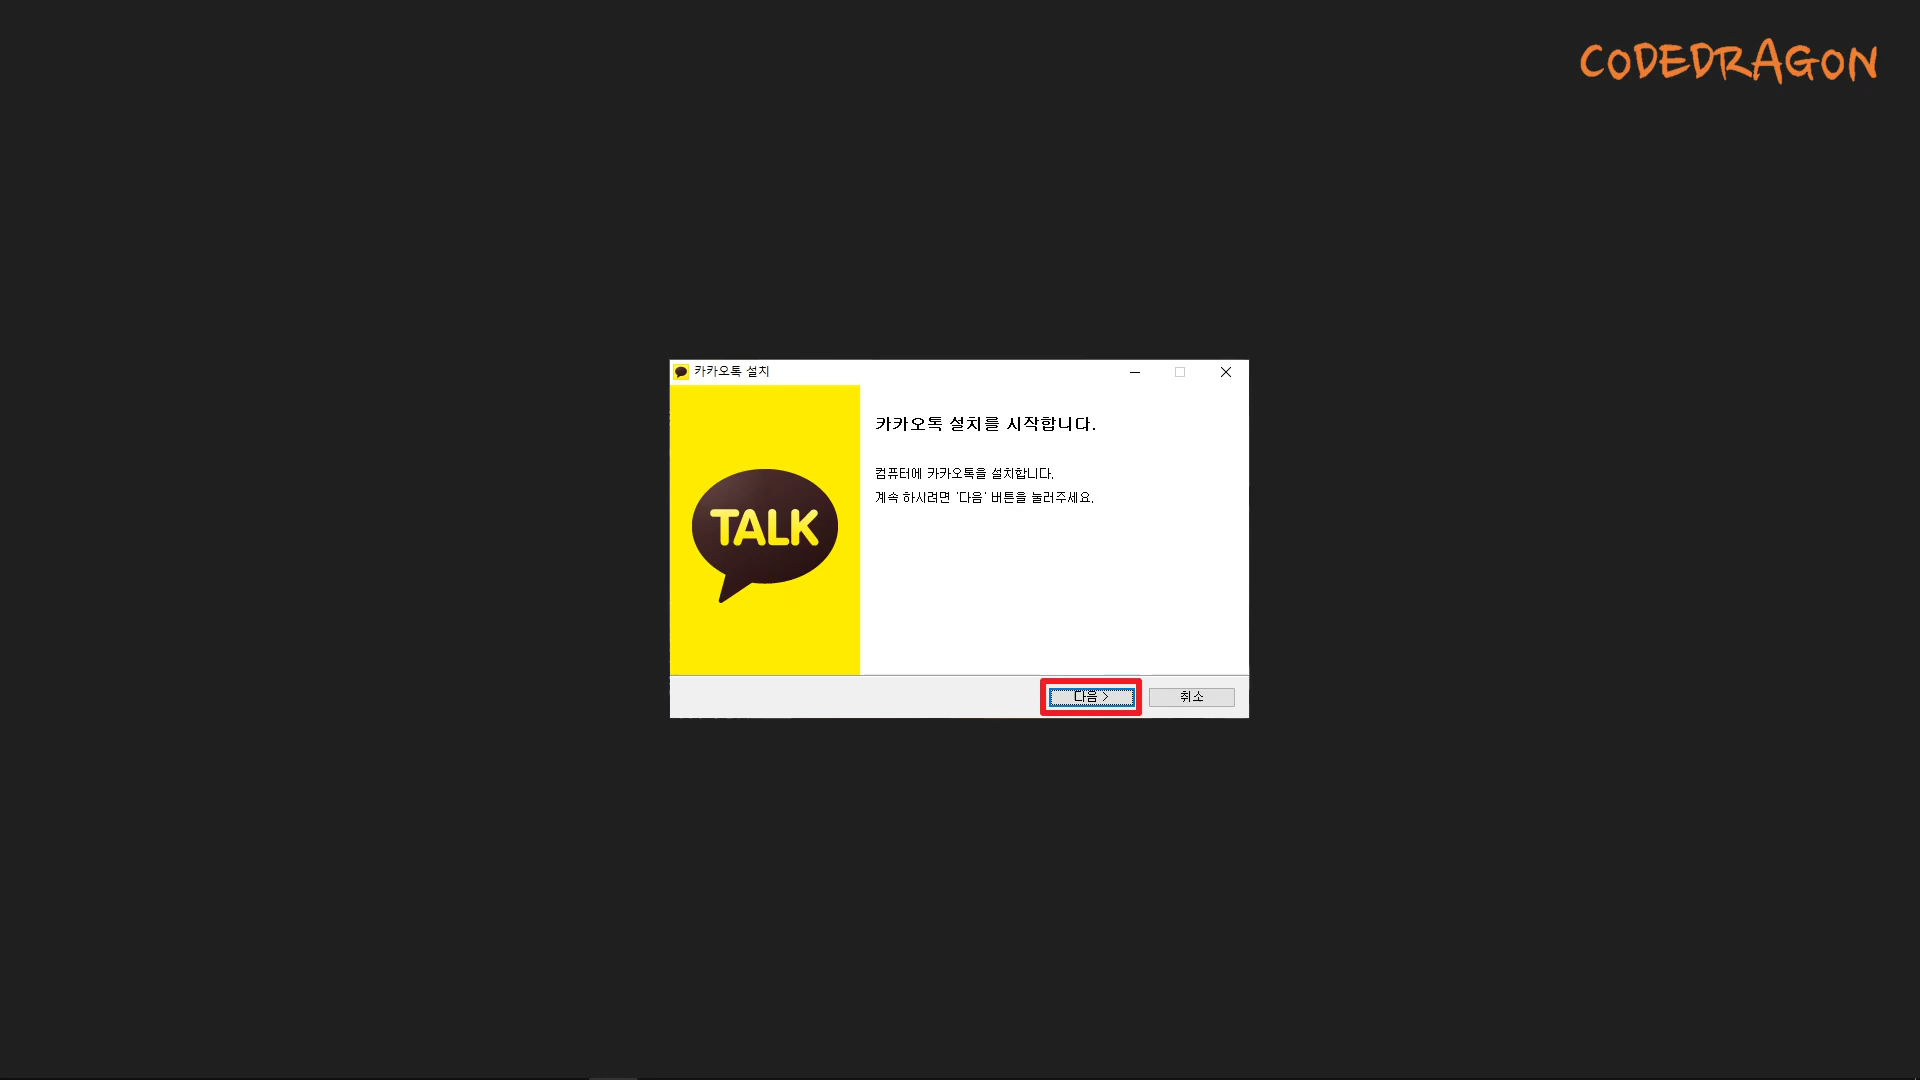 CODEDRAGON
카카오톡 설치
카카오톡 설치를 시작합니다.
컴퓨터에 카카오톡을 설치합니다.
계속 하시려면 '다음' 버튼을 눌러주세요.
TALK
다음 >
취소